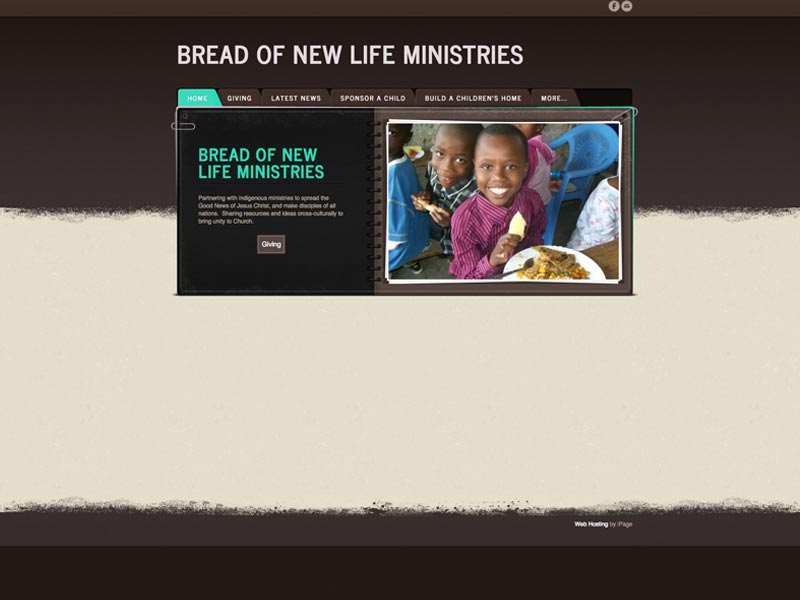 BREAD OF NEW LIFE MINISTRIES
HOME GIVING LATEST NEWS SPONSOR A CHILD BUILD A CHILDREN'S HOME MORE...
BREAD OF NEW
LIFE MINISTRIES
Partnering with indigenous ministries to spread the
Good News of Jesus Christ, and make disciples of all
nations. Sharing resources and ideas cross-culturally to
bring unity to Church.
Giving
Web Hosting by iPage